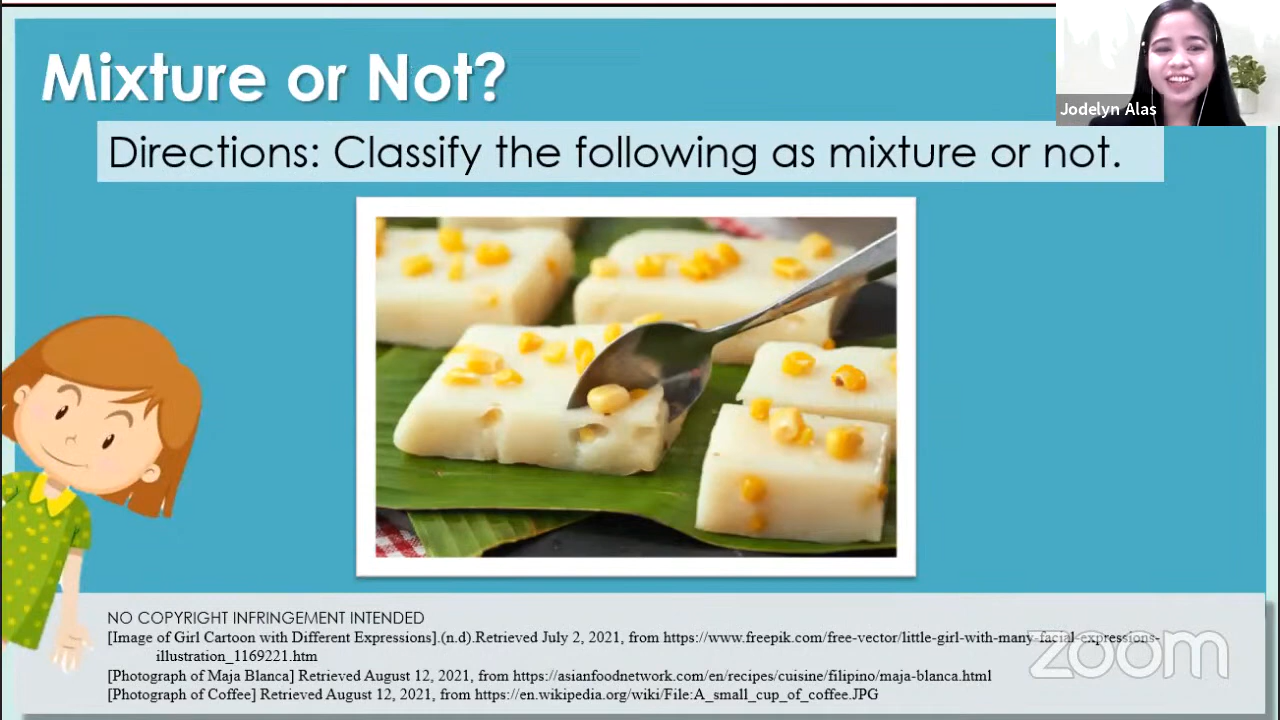 Mixture or Not?
Jodelyn Alas
Directions: Classify the following as mixture or not.
NO COPYRIGHT INFRINGEMENT INTENDED
[Image of Girl Cartoon with Different Expressions].(n.d).Retrieved July 2, 2021, from https://www.freepik.com/free-vector/little-girl-with-many-facial-expressions-
illustration_1169221.htm
[Photograph of Maja Blanca] Retrieved August 12, 2021, from https://asianfoodnetwork.com/en/recipes/cuisine/filipino/maja-blanca.html
[Photograph of Coffee] Retrieved August 12, 2021, from https://en.wikipedia.org/wiki/File:A_small_cup_of_coffee.JPG
zoom